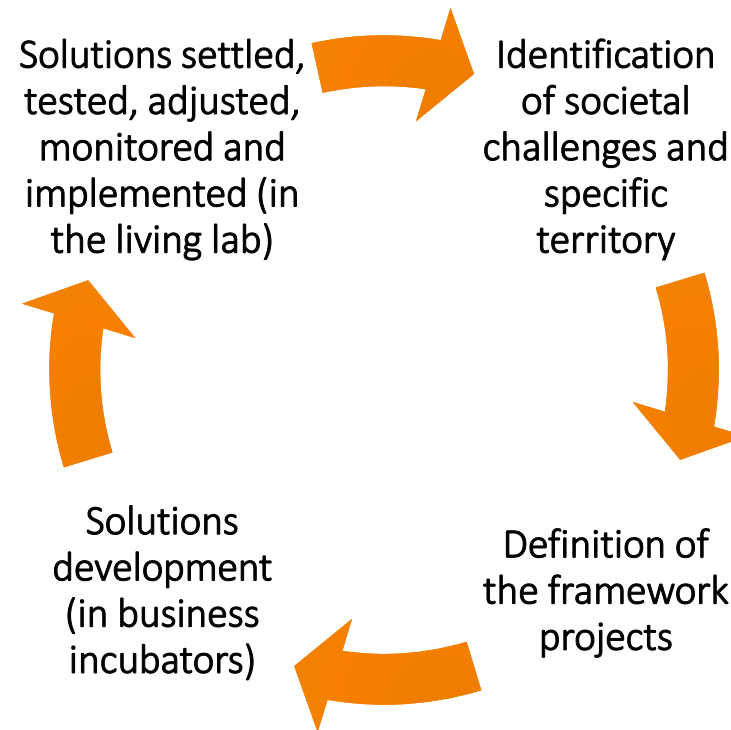 Solutions settled,
tested, adjusted,
monitored and
implemented (in
the living lab)
Identification
of societal
challenges and
specific
territory
Definition of
the framework
projects
Solutions
development
(in business
incubators)